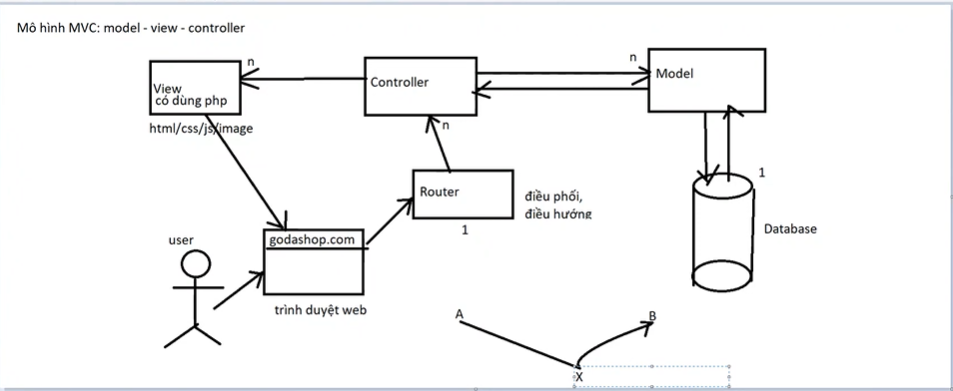 Mô hình MVC: model - view - controller
n
n
View
có dùng php
Controller
Model
html/css/js/image
n
Router
1
điều phối,
điều hướng
1
Database
user
godashop.com
trình duyệt web
A
B
X